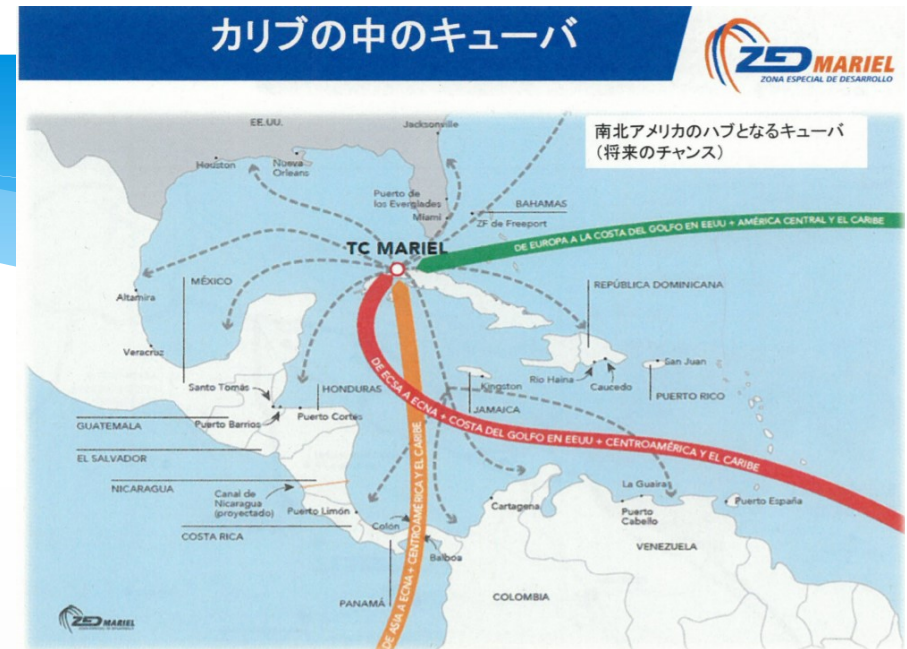 カリブの中のキューバ
ZED MARIEL
ZONA ESPECIAL DE DESARROLLO
南北アメリカのハブとなるキューバ
(将来のチャンス)
EE.UU.
Jacksonville
Houston
Nueva
Orleans
Puerto de
los Everglades
Miami
BAHAMAS
ZF de Freeport
DE EUROPA A LA COSTA DEL GOLFO EN EEUU + AMÉRICA CENTRAL Y EL CARIBE
TC MARIEL
MÉXICO
REPÚBLICA DOMINICANA
Altamira
Veracruz
San Juan
Rio Haina
Caucedo
Kingston
PUERTO RICO
Santo Tomás
HONDURAS
JAMAICA
DE ECSA A ECNA + COSTA DEL GOLFO EN EEUU + CENTROAMÉRICA Y EL CARIBE
GUATEMALA
Puerto Barrios
Puerto Cortés
EL SALVADOR
NICARAGUA
Canal de
Nicaragua
(proyectado)
Puerto Limón
La Guaira
Cartagena
Puerto
Cabello
Puerto España
COSTA RICA
Colón
Balboa
VENEZUELA
PANAMÁ
COLOMBIA
DE ASIA A ECNA + CENTROAMÉRICA Y EL CARIBE
ZED MARIEL